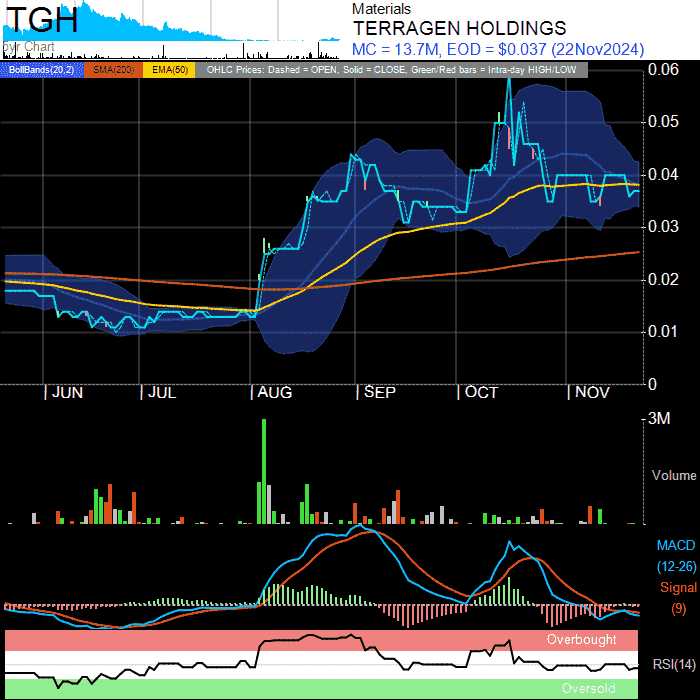 TGH
Materials
TERRAGEN HOLDINGS
MC = 13.7M, EOD = $0.037 (22Nov2024)
Chart
BollBands(20,2) SMA(200) EMA(50) OHLC Prices: Dashed = OPEN, Solid = CLOSE, Green/Red bars = Intra-day HIGH/LOW
0.06
0.05
0.04
0.03
0.02
0.01
0
| JUN | JUL | AUG | SEP | OCT | NOV
3M
Volume
MACD
(12-26)
Signal
(9)
Overbought
RSI(14)
Oversold